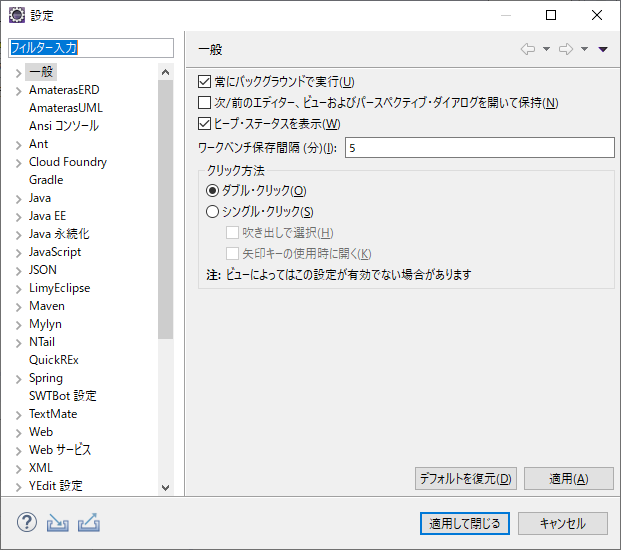 設定
フィルター入力
一般
AmaterasERD
AmaterasUML
Ansi コンソール
Ant
Cloud Foundry
Gradle
Java
Java EE
Java 永続化
JavaScript
JSON
LimyEclipse
Maven
Mylyn
NTail
QuickREx
Spring
SWTBot 設定
TextMate
Web
Web サービス
XML
YEdit 設定
一般
常にバックグラウンドで実行(U)
次/前のエディター、ビューおよびパースペクティブ・ダイアログを開いて保持(N)
ヒープ・ステータスを表示(W)
ワークベンチ保存間隔 (分)(I): 5
クリック方法
ダブル・クリック(O)
シングル・クリック(S)
吹き出しで選択(H)
矢印キーの使用時に開く(K)
注: ビューによってはこの設定が有効でない場合があります
デフォルトを復元(D) 適用(A)
? 適用して閉じる キャンセル